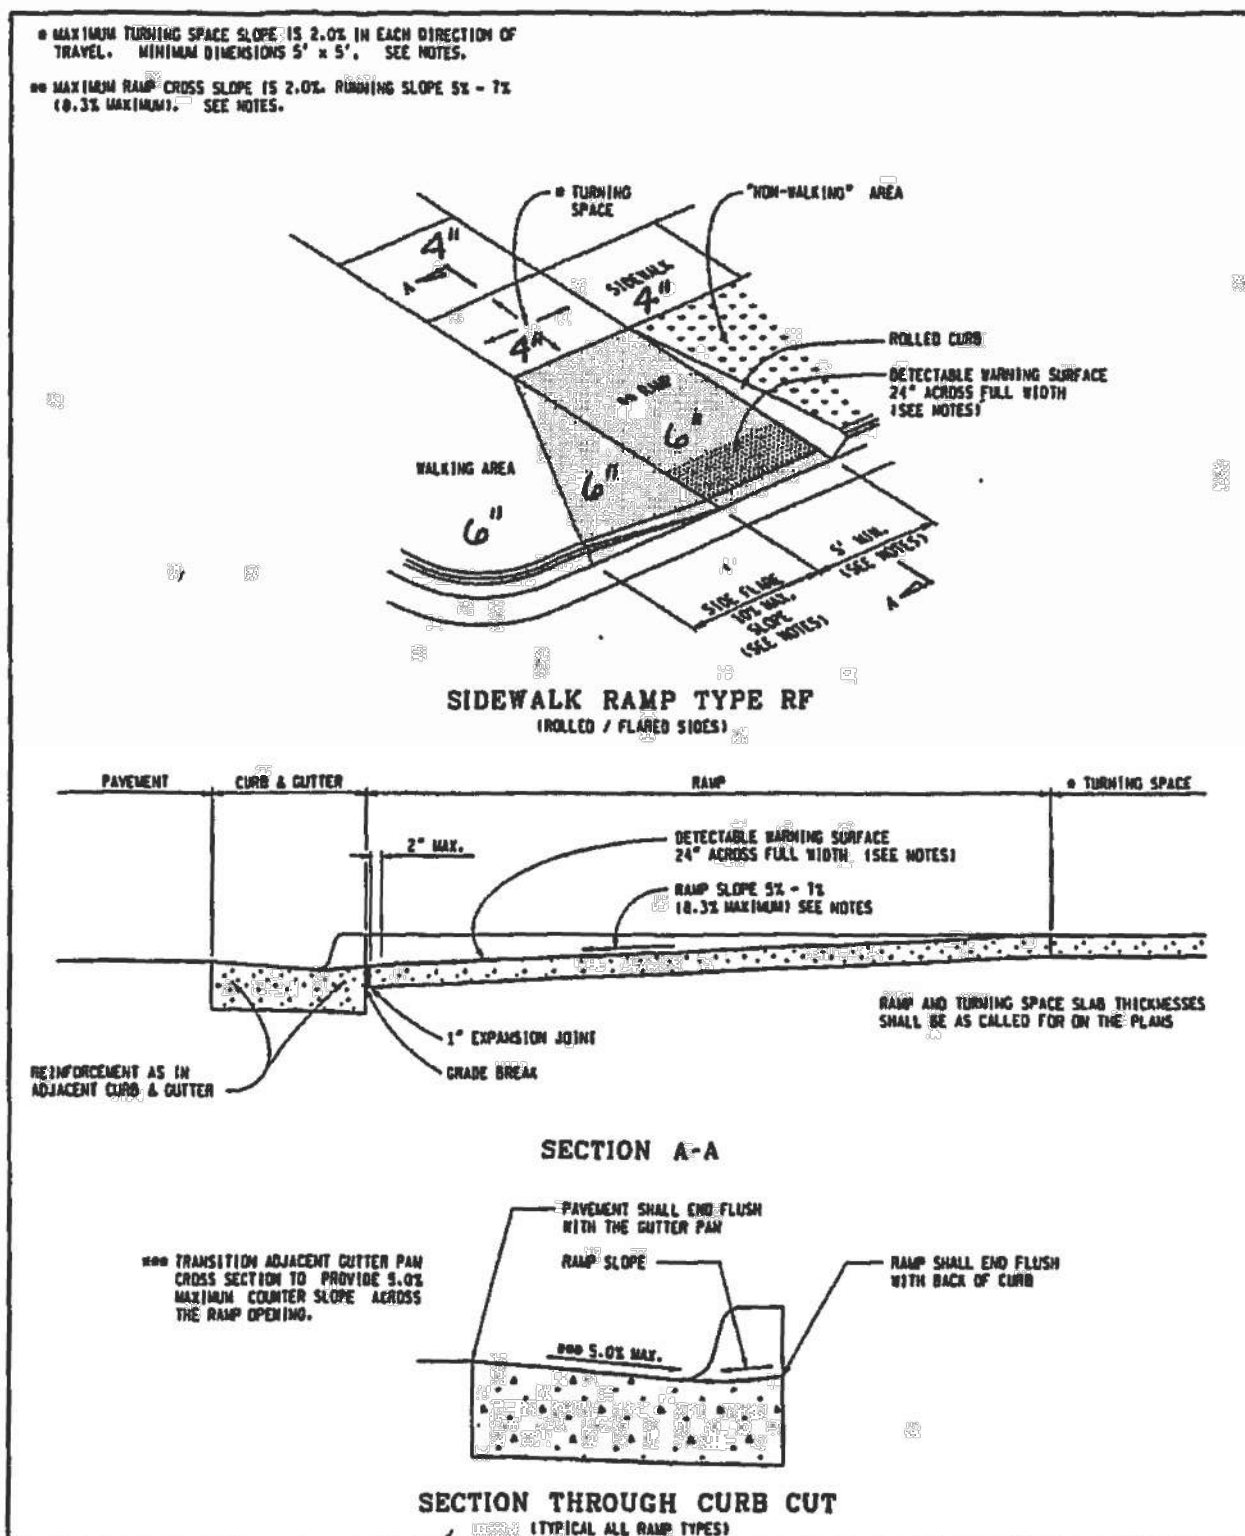 * MAXIMUM TURNING SPACE SLOPE IS 2.0% IN EACH DIRECTION OF
TRAVEL. MINIMUM DIMENSIONS 5' x 5'. SEE NOTES.
** MAXIMUM RAMP CROSS SLOPE IS 2.0%. RUNNING SLOPE 5% - 7%
(8.3% MAXIMUM). SEE NOTES.
* TURNING
SPACE
"NON-WALKING" AREA
4"
A
SIDEWALK
4"
4"
ROLLED CURB
DETECTABLE WARNING SURFACE
24" ACROSS FULL WIDTH
(SEE NOTES)
** RAMP
6"
WALKING AREA
6"
6"
5' MIN.
(SEE NOTES)
SIDE FLARE
10% MAX.
SLOPE
(SEE NOTES)
A
SIDEWALK RAMP TYPE RF
(ROLLED / FLARED SIDES)
PAVEMENT
CURB & GUTTER
RAMP
* TURNING SPACE
2" MAX.
DETECTABLE WARNING SURFACE
24" ACROSS FULL WIDTH (SEE NOTES)
RAMP SLOPE 5% - 7%
(8.3% MAXIMUM) SEE NOTES
RAMP AND TURNING SPACE SLAB THICKNESSES
SHALL BE AS CALLED FOR ON THE PLANS
1" EXPANSION JOINT
GRADE BREAK
REINFORCEMENT AS IN
ADJACENT CURB & GUTTER
SECTION A-A
PAVEMENT SHALL END FLUSH
WITH THE GUTTER PAN
*** TRANSITION ADJACENT GUTTER PAN
CROSS SECTION TO PROVIDE 5.0%
MAXIMUM COUNTER SLOPE ACROSS
THE RAMP OPENING.
RAMP SLOPE
RAMP SHALL END FLUSH
WITH BACK OF CURB
*** 5.0% MAX.
SECTION THROUGH CURB CUT
(TYPICAL ALL RAMP TYPES)